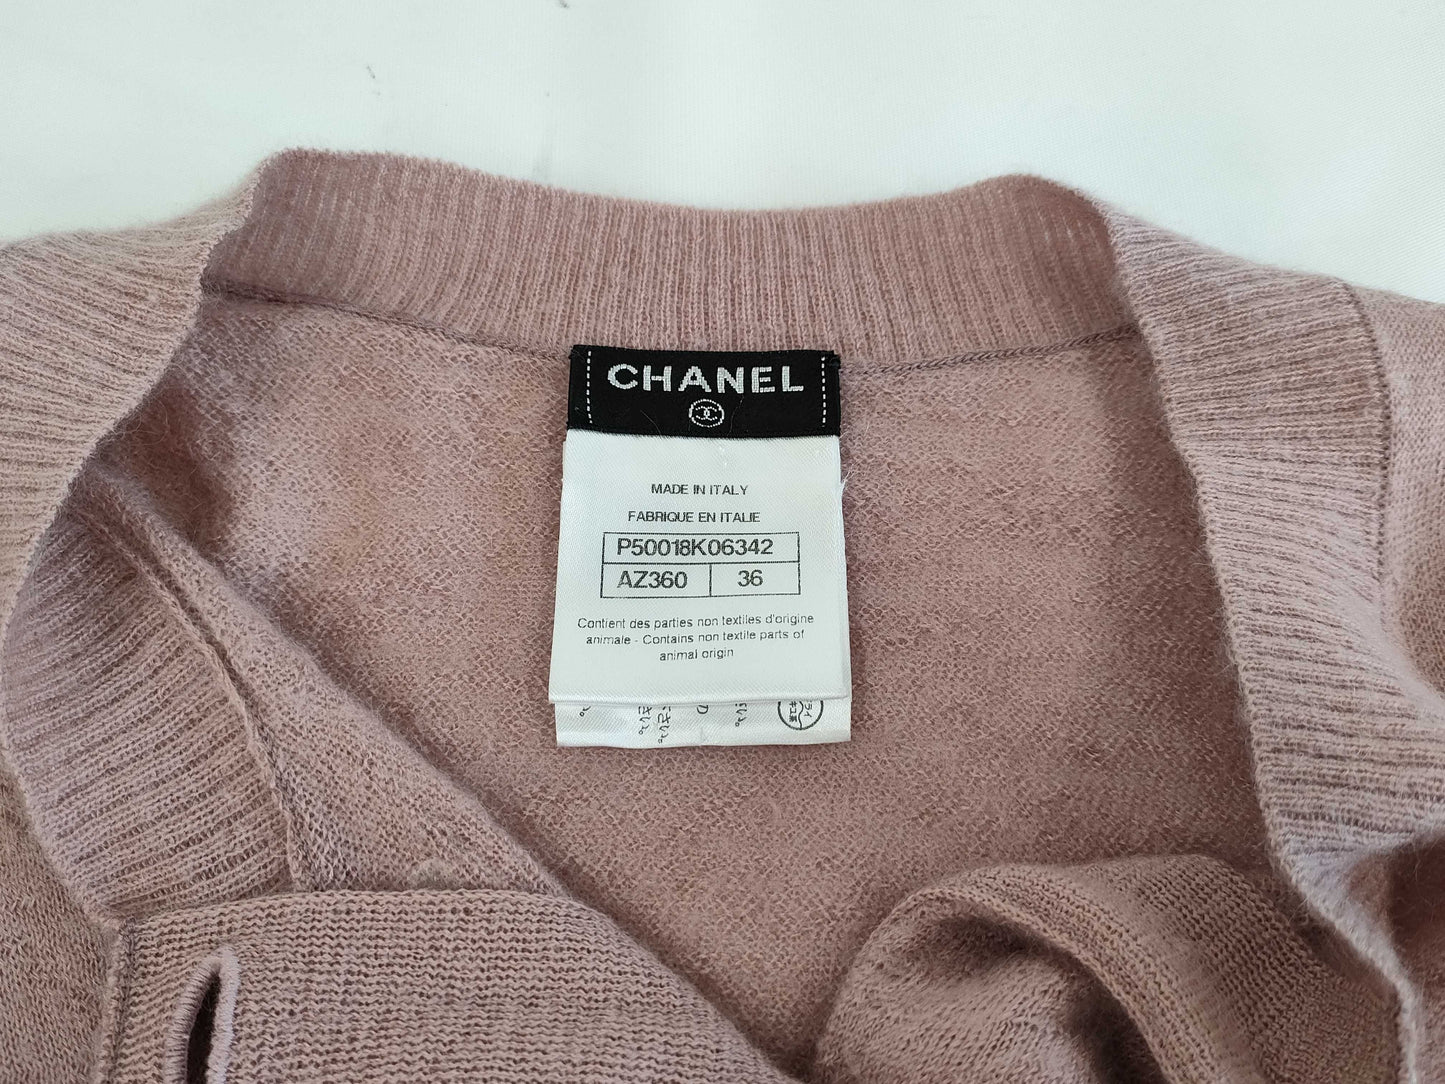 CHANEL
MADE IN ITALY
FABRIQUE EN ITALIE
P50018K06342
AZ360 36
Contient des parties non textiles d'origine
animale - Contains non textile parts of
animal origin